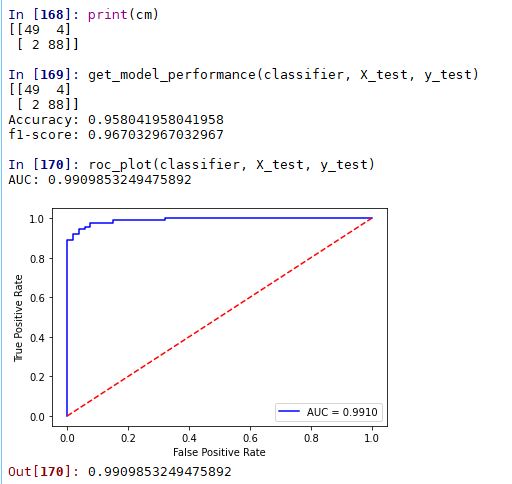 In [168]: print(cm)
[[49  4]
 [ 2 88]]
In [169]: get_model_performance(classifier, X_test, y_test)
[[49  4]
 [ 2 88]]
Accuracy: 0.958041958041958
f1-score: 0.967032967032967
In [170]: roc_plot(classifier, X_test, y_test)
AUC: 0.9909853249475892
1.0
0.8
0.6
0.4
0.2
0.0
True Positive Rate
AUC = 0.9910
0.0 0.2 0.4 0.6 0.8 1.0
False Positive Rate
Out[170]: 0.9909853249475892